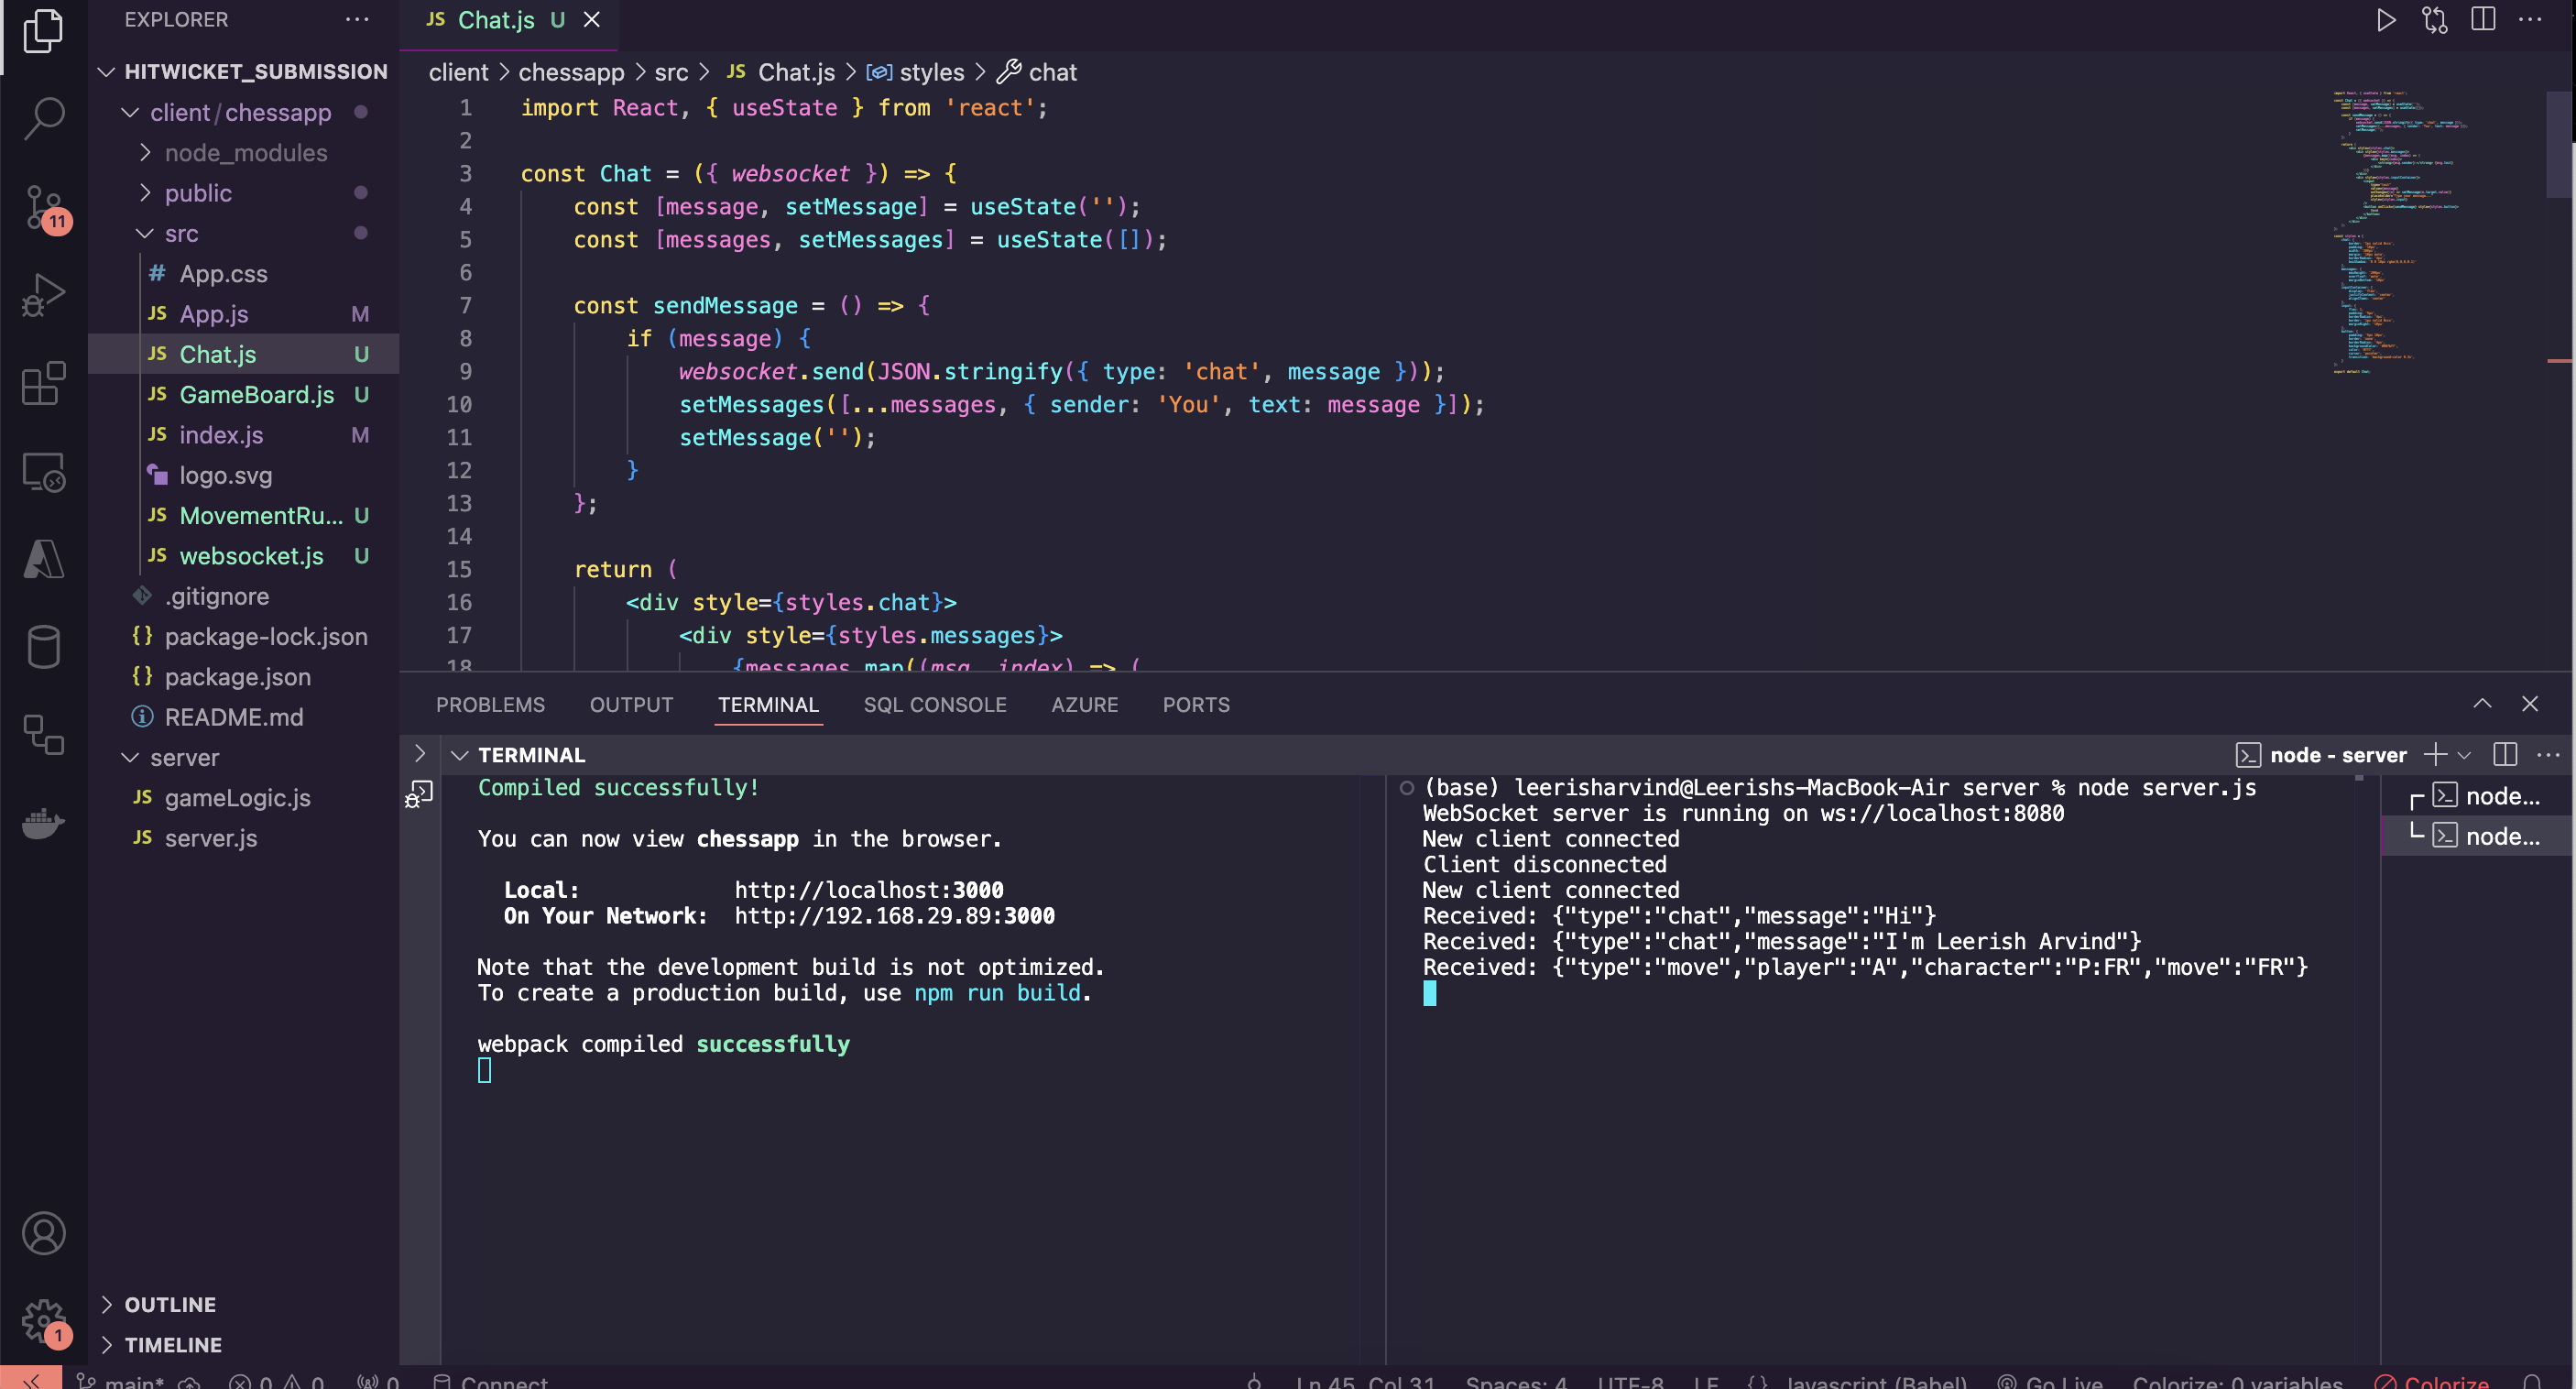 EXPLORER
HITWICKET_SUBMISSION
client/chessapp
node_modules
public
src
App.css
App.js M
Chat.js U
GameBoard.js U
index.js M
logo.svg
MovementRu... U
websocket.js U
.gitignore
package-lock.json
package.json
README.md
server
gameLogic.js
server.js
OUTLINE
TIMELINE
11
1
JS Chat.js U
client > chessapp > src > JS Chat.js > styles > chat
1 import React, { useState } from 'react';
2
3 const Chat = ({ websocket }) => {
4 const [message, setMessage] = useState('');
5 const [messages, setMessages] = useState([]);
6
7 const sendMessage = () => {
8 if (message) {
9 websocket.send(JSON.stringify({ type: 'chat', message }));
10 setMessages([...messages, { sender: 'You', text: message }]);
11 setMessage('');
12 }
13 };
14
15 return (
16 <div style={styles.chat}>
17 <div style={styles.messages}>
18 {messages.map((msg, index) => (
PROBLEMS OUTPUT TERMINAL SQL CONSOLE AZURE PORTS
TERMINAL
node - server
Compiled successfully!
You can now view chessapp in the browser.
Local: http://localhost:3000
On Your Network: http://192.168.29.89:3000
Note that the development build is not optimized.
To create a production build, use npm run build.
webpack compiled successfully
(base) leerisharvind@Leerishs-MacBook-Air server % node server.js
WebSocket server is running on ws://localhost:8080
New client connected
Client disconnected
New client connected
Received: {"type":"chat","message":"Hi"}
Received: {"type":"chat","message":"I'm Leerish Arvind"}
Received: {"type":"move","player":"A","character":"P:FR","move":"FR"}
node...
node...
main* 0 0 0 Connect
Ln 45, Col 31 Spaces: 4 UTF-8 LF {} Javascript (Babel) Go Live Colorize: 0 variables Colorize